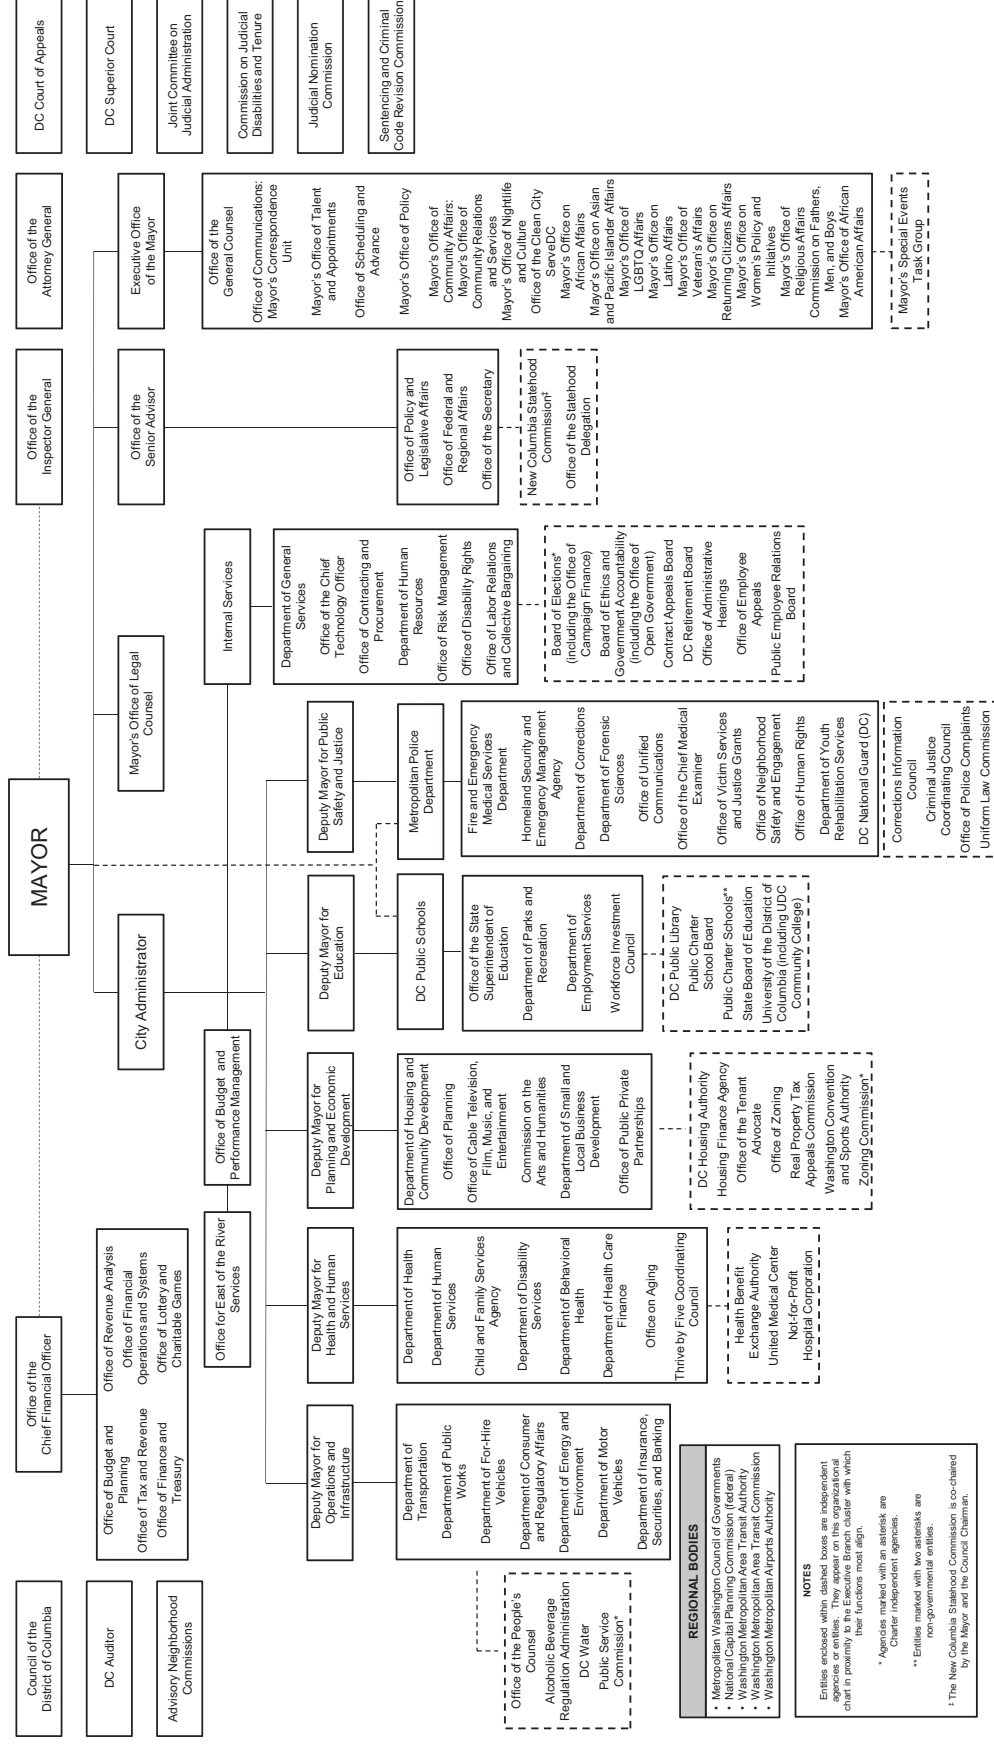 Council of the
District of Columbia
DC Auditor
Advisory Neighborhood
Commissions
Office of the
Chief Financial Officer
Office of Budget and
Planning
Office of Tax and Revenue
Office of Finance and
Treasury
Office of Revenue Analysis
Office of Financial
Operations and Systems
Office of Lottery and
Charitable Games
MAYOR
Office of the
Inspector General
Office of the
Attorney General
DC Court of Appeals
DC Superior Court
Joint Committee on
Judicial Administration
Commission on Judicial
Disabilities and Tenure
Judicial Nomination
Commission
Sentencing and Criminal
Code Revision Commission
City Administrator
Mayor's Office of Legal
Counsel
Office of the
Senior Advisor
Executive Office
of the Mayor
Office for East of the River
Services
Office of Budget and
Performance Management
Internal Services
Deputy Mayor for
Operations and
Infrastructure
Department of
Transportation
Department of Public
Works
Department of For-Hire
Vehicles
Department of Consumer
and Regulatory Affairs
Department of Energy and
Environment
Department of Motor
Vehicles
Department of Insurance,
Securities, and Banking
Office of the People's
Counsel
Alcoholic Beverage
Regulation Administration
DC Water
Public Service
Commission*
Deputy Mayor for
Health and Human
Services
Department of Health
Department of Human
Services
Child and Family Services
Agency
Department of Disability
Services
Department of Behavioral
Health
Department of Health Care
Finance
Office on Aging
Thrive by Five Coordinating
Council
Health Benefit
Exchange Authority
United Medical Center
Not-for-Profit
Hospital Corporation
Deputy Mayor for
Planning and Economic
Development
Department of Housing and
Community Development
Office of Planning
Office of Cable Television,
Film, Music, and
Entertainment
Commission on the
Arts and Humanities
Department of Small and
Local Business
Development
Office of Public Private
Partnerships
DC Housing Authority
Housing Finance Agency
Office of the Tenant
Advocate
Office of Zoning
Real Property Tax
Appeals Commission
Washington Convention
and Sports Authority
Zoning Commission*
Deputy Mayor for
Education
DC Public Schools
Office of the State
Superintendent of
Education
Department of Parks and
Recreation
Department of
Employment Services
Workforce Investment
Council
DC Public Library
Public Charter
School Board
Public Charter Schools**
State Board of Education
University of the District of
Columbia (including UDC
Community College)
Deputy Mayor for Public
Safety and Justice
Metropolitan Police
Department
Fire and Emergency
Medical Services
Department
Homeland Security and
Emergency Management
Agency
Department of Corrections
Department of Forensic
Sciences
Office of Unified
Communications
Office of the Chief Medical
Examiner
Office of Victim Services
and Justice Grants
Office of Neighborhood
Safety and Engagement
Office of Human Rights
Department of Youth
Rehabilitation Services
DC National Guard (DC)
Corrections Information
Council
Criminal Justice
Coordinating Council
Office of Police Complaints
Uniform Law Commission
Department of General
Services
Office of the Chief
Technology Officer
Office of Contracting and
Procurement
Department of Human
Resources
Office of Risk Management
Office of Disability Rights
Office of Labor Relations
and Collective Bargaining
Board of Elections*
(including the Office of
Campaign Finance)
Board of Ethics and
Government Accountability
(including the Office of
Open Government)
Contract Appeals Board
DC Retirement Board
Office of Administrative
Hearings
Office of Employee
Appeals
Public Employee Relations
Board
Office of Policy and
Legislative Affairs
Office of Federal and
Regional Affairs
Office of the Secretary
New Columbia Statehood
Commission‡
Office of the Statehood
Delegation
Office of the
General Counsel
Office of Communications:
Mayor's Correspondence
Unit
Mayor's Office of Talent
and Appointments
Office of Scheduling and
Advance
Mayor's Office of Policy
Mayor's Office of
Community Affairs:
Mayor's Office of
Community Relations
and Services
Mayor's Office of Nightlife
and Culture
Office of the Clean City
ServeDC
Mayor's Office on
African Affairs
Mayor's Office on Asian
and Pacific Islander Affairs
Mayor's Office of
LGBTQ Affairs
Mayor's Office on
Latino Affairs
Mayor's Office of
Veteran's Affairs
Mayor's Office on
Returning Citizens Affairs
Mayor's Office on
Women's Policy and
Initiatives
Mayor's Office of
Religious Affairs
Commission on Fathers,
Men, and Boys
Mayor's Office of African
American Affairs
Mayor's Special Events
Task Group
REGIONAL BODIES
• Metropolitan Washington Council of Governments
• National Capital Planning Commission (federal)
• Washington Metropolitan Area Transit Authority
• Washington Metropolitan Area Transit Commission
• Washington Metropolitan Airports Authority
NOTES
Entities enclosed within dashed boxes are independent
agencies or entities. They appear on this organizational
chart in proximity to the Executive Branch cluster with which
their functions most align.
* Agencies marked with an asterisk are
Charter independent agencies.
** Entities marked with two asterisks are
non-governmental entities.
‡ The New Columbia Statehood Commission is co-chaired
by the Mayor and the Council Chairman.